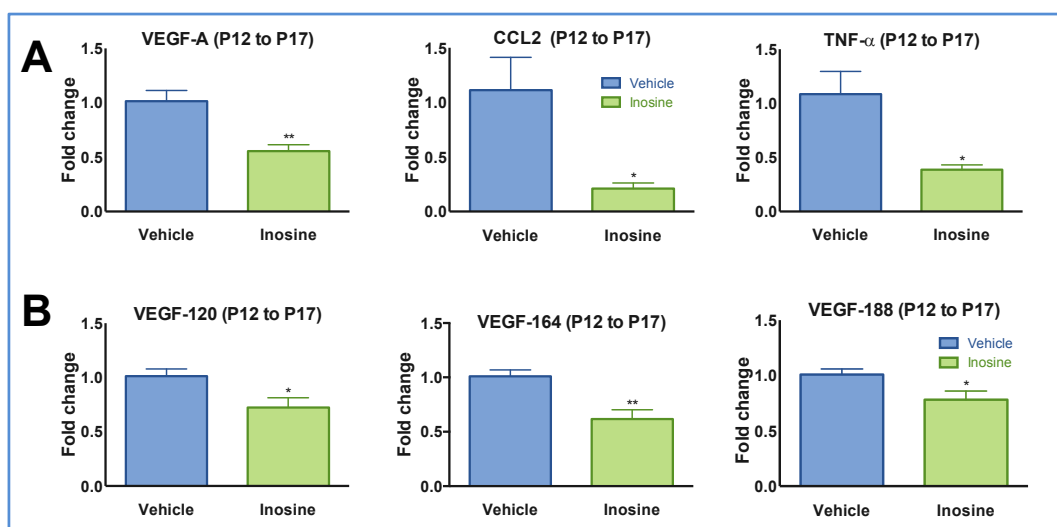 A
VEGF-A (P12 to P17)
Fold change
1.5
1.0
0.5
0.0
**
Vehicle
Inosine
CCL2 (P12 to P17)
Fold change
1.5
1.0
0.5
0.0
Vehicle
Inosine
*
Vehicle
Inosine
TNF-α (P12 to P17)
Fold change
1.5
1.0
0.5
0.0
*
Vehicle
Inosine
B
VEGF-120 (P12 to P17)
Fold change
1.5
1.0
0.5
0.0
*
Vehicle
Inosine
VEGF-164 (P12 to P17)
Fold change
1.5
1.0
0.5
0.0
**
Vehicle
Inosine
VEGF-188 (P12 to P17)
Fold change
1.5
1.0
0.5
0.0
Vehicle
Inosine
*
Vehicle
Inosine